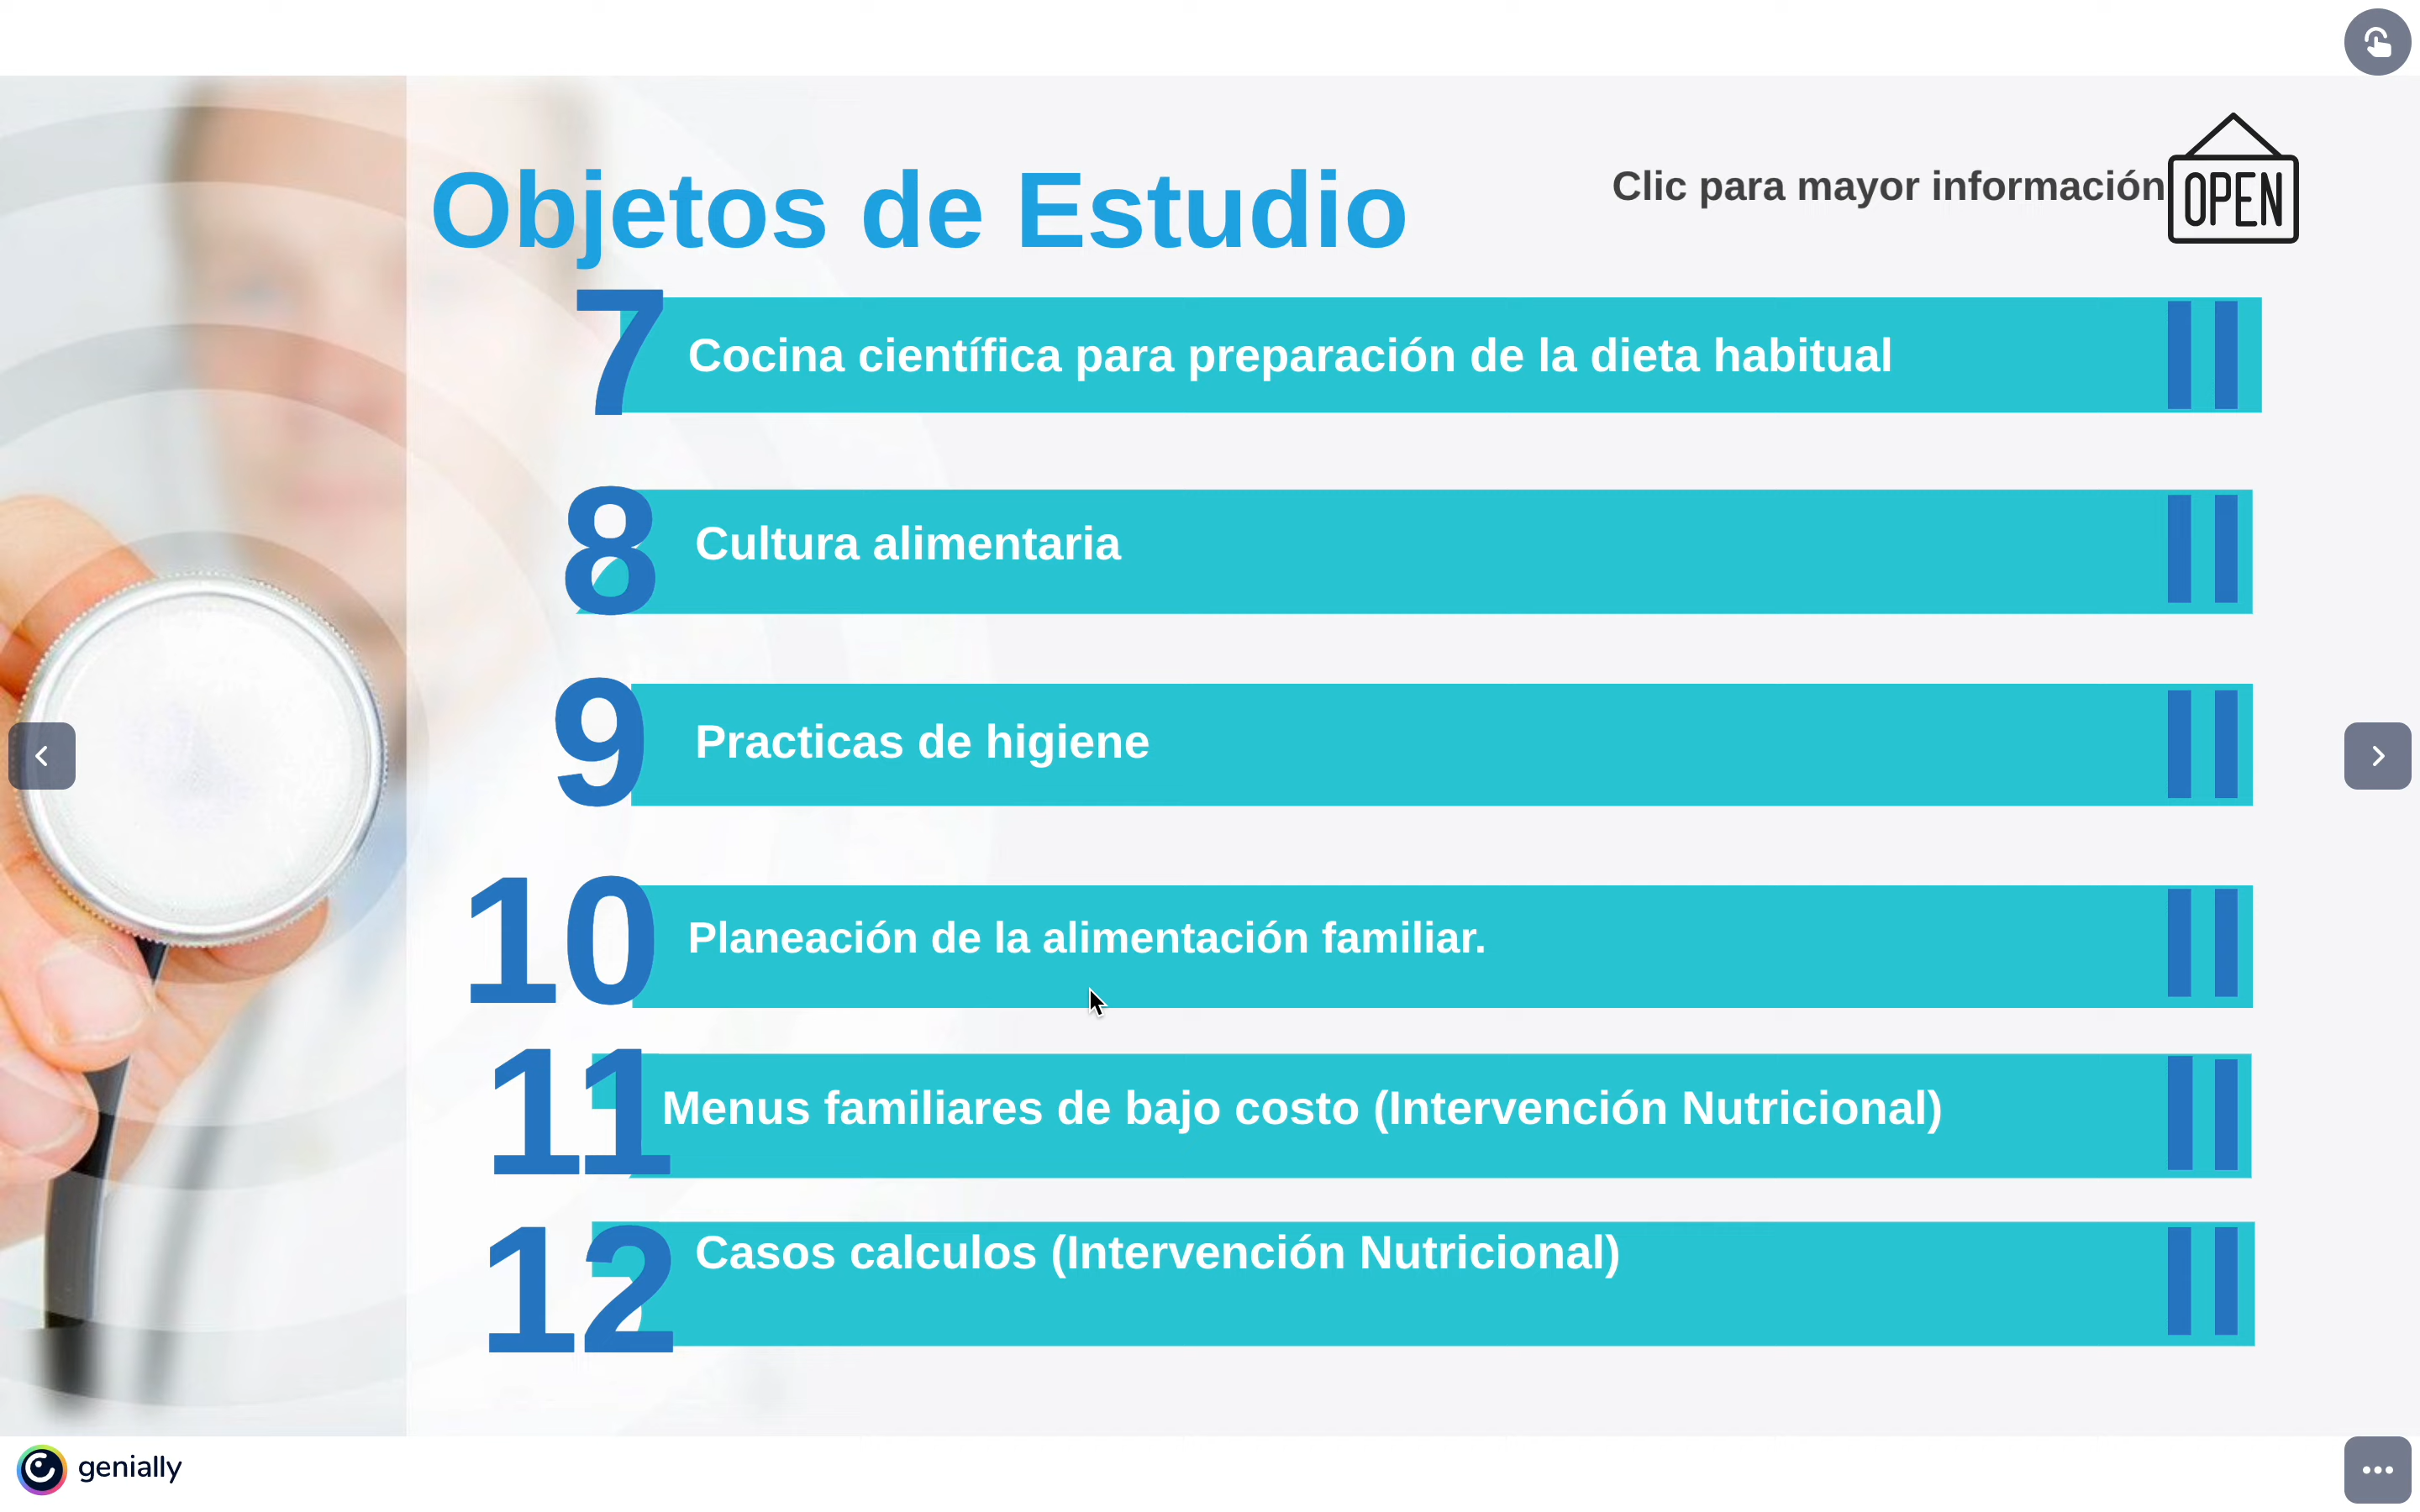 Objetos de Estudio
Clic para mayor información
OPEN
7
Cocina científica para preparación de la dieta habitual
8
Cultura alimentaria
9
Practicas de higiene
10
Planeación de la alimentación familiar.
11
Menus familiares de bajo costo (Intervención Nutricional)
12
Casos calculos (Intervención Nutricional)
genially